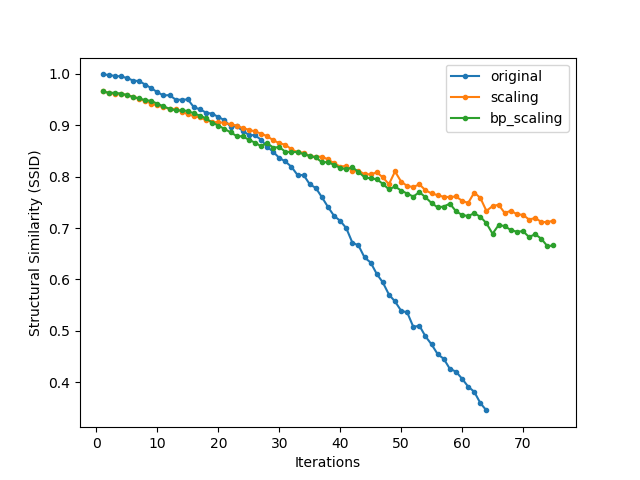 original
scaling
bp_scaling
1.0
0.9
0.8
0.7
0.6
0.5
0.4
Structural Similarity (SSID)
0 10 20 30 40 50 60 70
Iterations